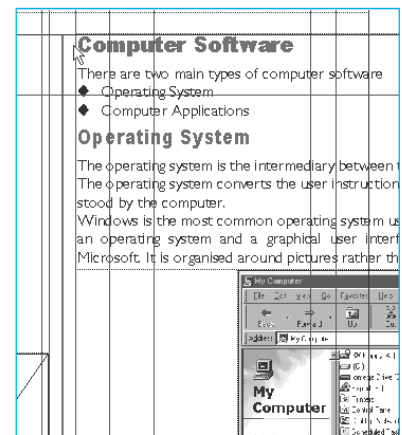 Computer Software
There are two main types of computer software
◆ Operating System
◆ Computer Applications
Operating System
The operating system is the intermediary between
The operating system converts the user instruction
stood by the computer.
Windows is the most common operating system
an operating system and a graphical user
Microsoft. It is organised around pictures rather
My Computer
File Edit View Go Favorites Help
Back Forward Up
Address My Computer
My
Computer
(C:)
Printers
Control Panel